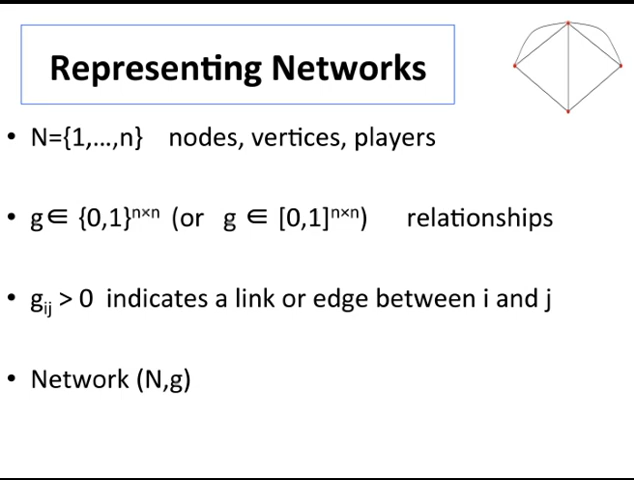 Representing Networks
• N={1,...,n} nodes, vertices, players
• g∈ {0,1}ⁿˣⁿ (or g ∈ [0,1]ⁿˣⁿ) relationships
• gᵢⱼ > 0 indicates a link or edge between i and j
• Network (N,g)